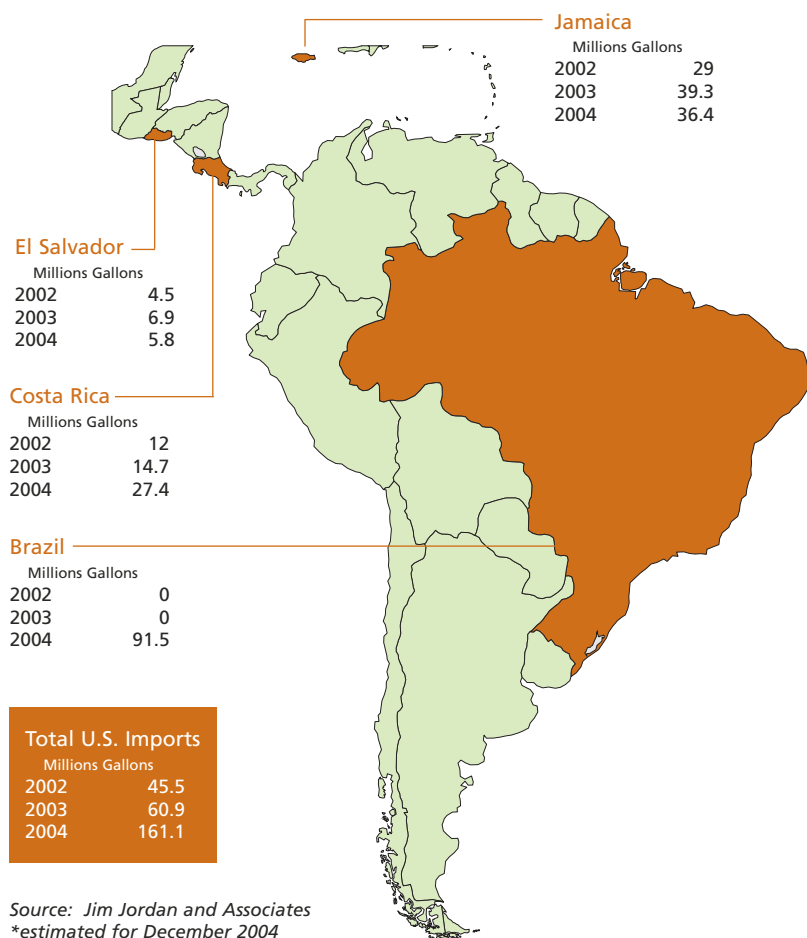 Jamaica
Millions Gallons
2002 29
2003 39.3
2004 36.4
El Salvador
Millions Gallons
2002 4.5
2003 6.9
2004 5.8
Costa Rica
Millions Gallons
2002 12
2003 14.7
2004 27.4
Brazil
Millions Gallons
2002 0
2003 0
2004 91.5
Total U.S. Imports
Millions Gallons
2002 45.5
2003 60.9
2004 161.1
Source: Jim Jordan and Associates
*estimated for December 2004